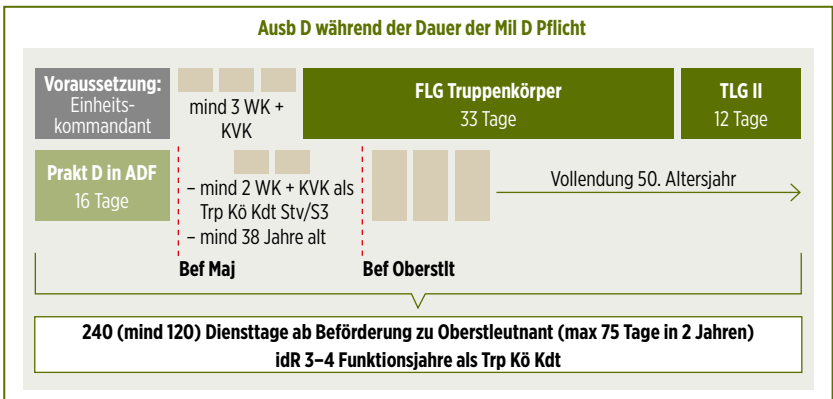 Ausb D während der Dauer der Mil D Pflicht
Voraussetzung:
Einheits-
kommandant
mind 3 WK +
KVK
FLG Truppenkörper
33 Tage
TLG II
12 Tage
Prakt D in ADF
16 Tage
– mind 2 WK + KVK als
Trp Kö Kdt Stv/S3
– mind 38 Jahre alt
Vollendung 50. Altersjahr
Bef Maj
Bef Oberstlt
240 (mind 120) Diensttage ab Beförderung zu Oberstleutnant (max 75 Tage in 2 Jahren)
idR 3–4 Funktionsjahre als Trp Kö Kdt